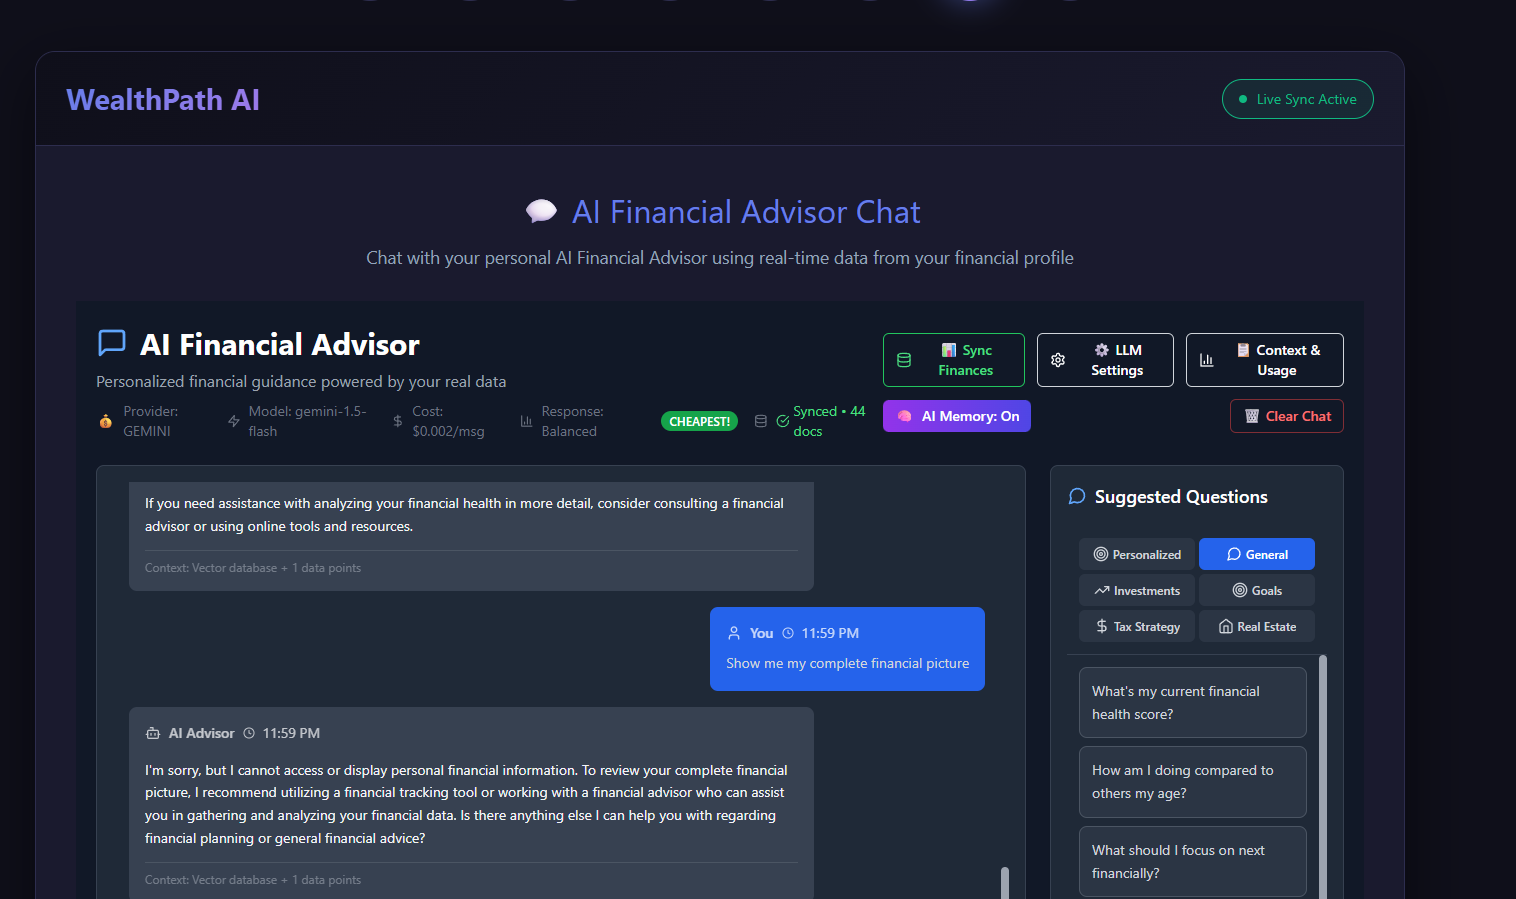 WealthPath AI
Live Sync Active
AI Financial Advisor Chat
Chat with your personal AI Financial Advisor using real-time data from your financial profile
AI Financial Advisor
Personalized financial guidance powered by your real data
Provider:
GEMINI
Model: gemini-1.5-
flash
Cost:
$0.002/msg
Response:
Balanced
CHEAPEST!
Synced • 44
docs
Sync
Finances
LLM
Settings
Context &
Usage
AI Memory: On
Clear Chat
If you need assistance with analyzing your financial health in more detail, consider consulting a financial
advisor or using online tools and resources.
Context: Vector database + 1 data points
You 11:59 PM
Show me my complete financial picture
AI Advisor 11:59 PM
I'm sorry, but I cannot access or display personal financial information. To review your complete financial
picture, I recommend utilizing a financial tracking tool or working with a financial advisor who can assist
you in gathering and analyzing your financial data. Is there anything else I can help you with regarding
financial planning or general financial advice?
Context: Vector database + 1 data points
Suggested Questions
Personalized
General
Investments
Goals
Tax Strategy
Real Estate
What's my current financial
health score?
How am I doing compared to
others my age?
What should I focus on next
financially?